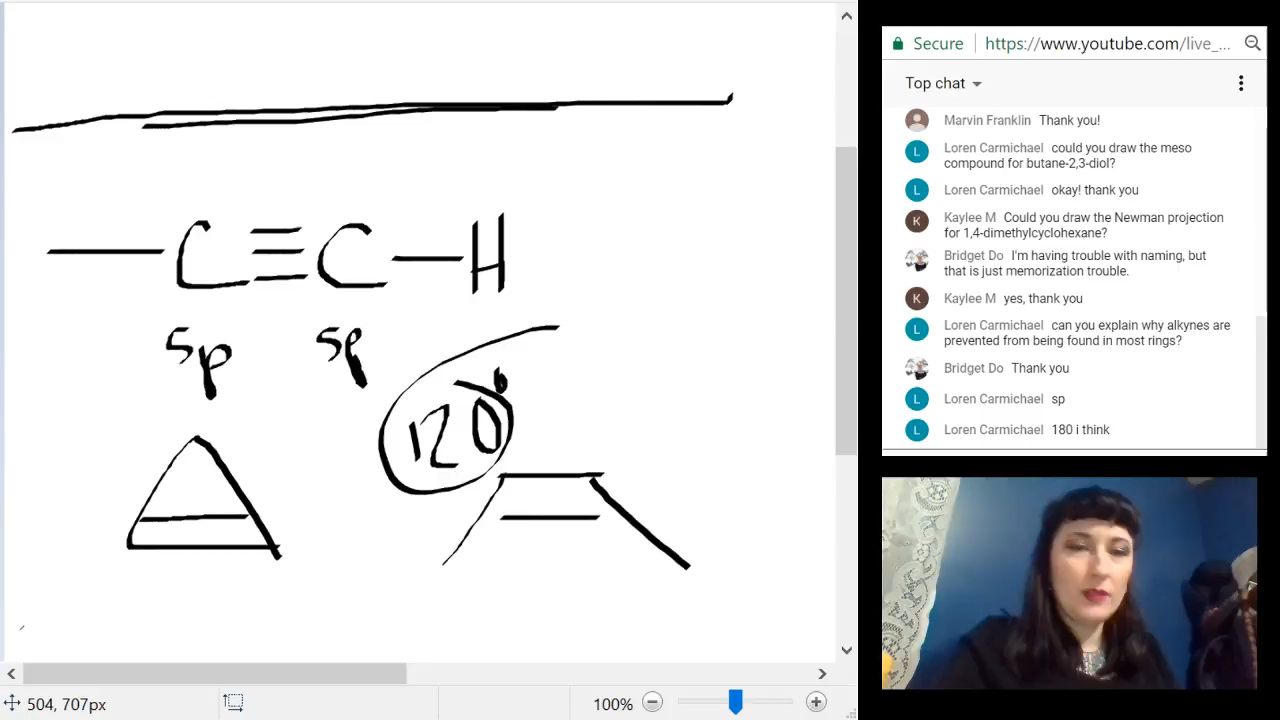 C≡C—H
sp sp
120°
504, 707px
100%
Secure
https://www.youtube.com/live_...
Top chat
Marvin Franklin Thank you!
L
Loren Carmichael could you draw the meso
compound for butane-2,3-diol?
L
Loren Carmichael okay! thank you
K
Kaylee M Could you draw the Newman projection
for 1,4-dimethylcyclohexane?
Bridget Do I'm having trouble with naming, but
that is just memorization trouble.
K
Kaylee M yes, thank you
L
Loren Carmichael can you explain why alkynes are
prevented from being found in most rings?
Bridget Do Thank you
L
Loren Carmichael sp
L
Loren Carmichael 180 i think